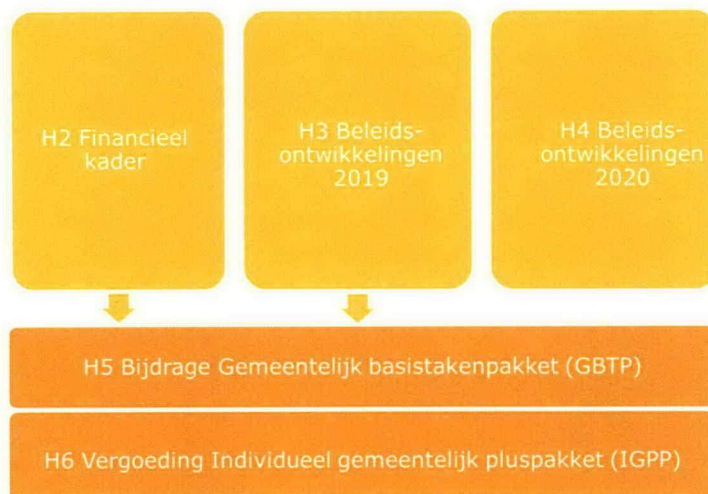 H2 Financieel
kader
H3 Beleids-
ontwikkelingen
2019
H4 Beleids-
ontwikkelingen
2020
H5 Bijdrage Gemeentelijk basistakenpakket (GBTP)
H6 Vergoeding Individueel gemeentelijk pluspakket (IGPP)